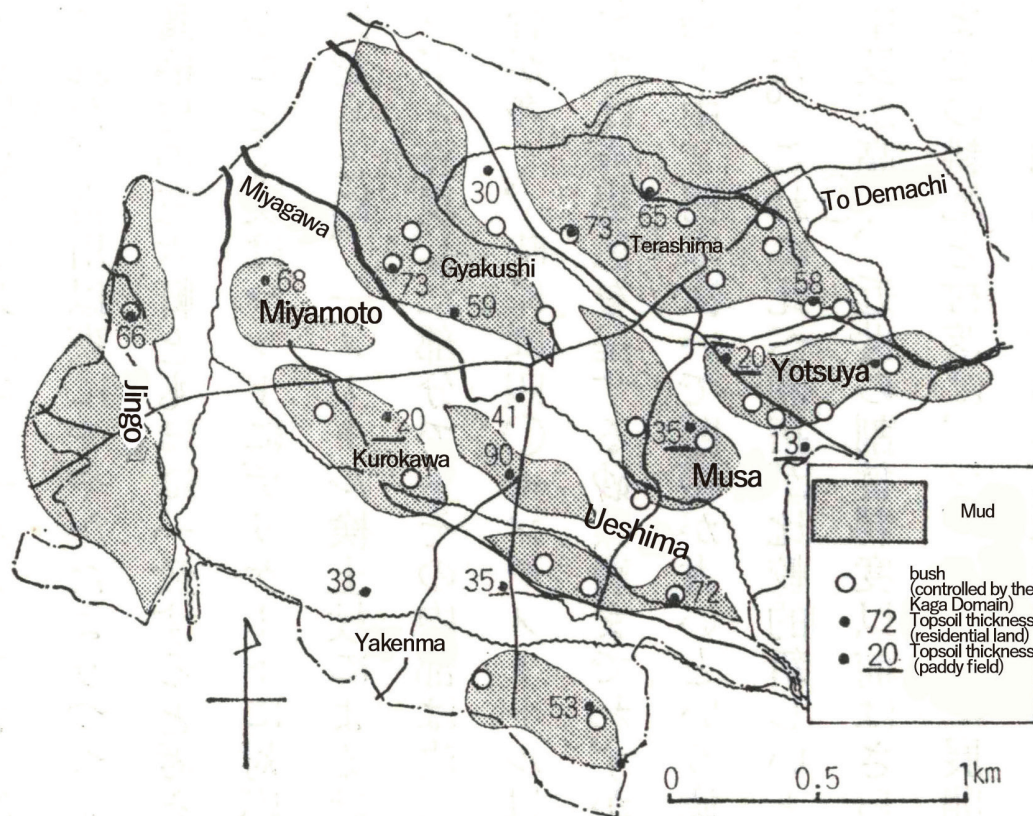 To Demachi
Miyagawa
30
65
73
Terashima
Gyakushi
73
68
59
58
Miyamoto
66
Jingo
20
Yotsuya
41
20
35
13
Kurokawa
90
Musa
Ueshima
38
35
72
Yakenma
53
Mud
bush
(controlled by the
Kaga Domain)
72 Topsoil thickness
(residential land)
20 Topsoil thickness
(paddy field)
0 0.5 1km